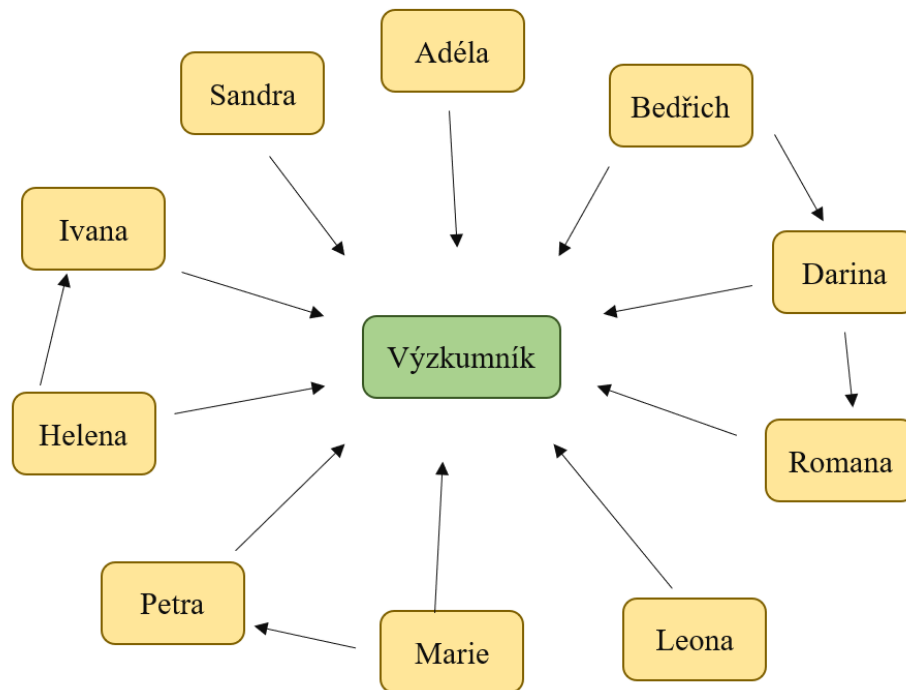 Adéla
Sandra
Bedřich
Ivana
Darina
Výzkumník
Helena
Romana
Petra
Marie
Leona